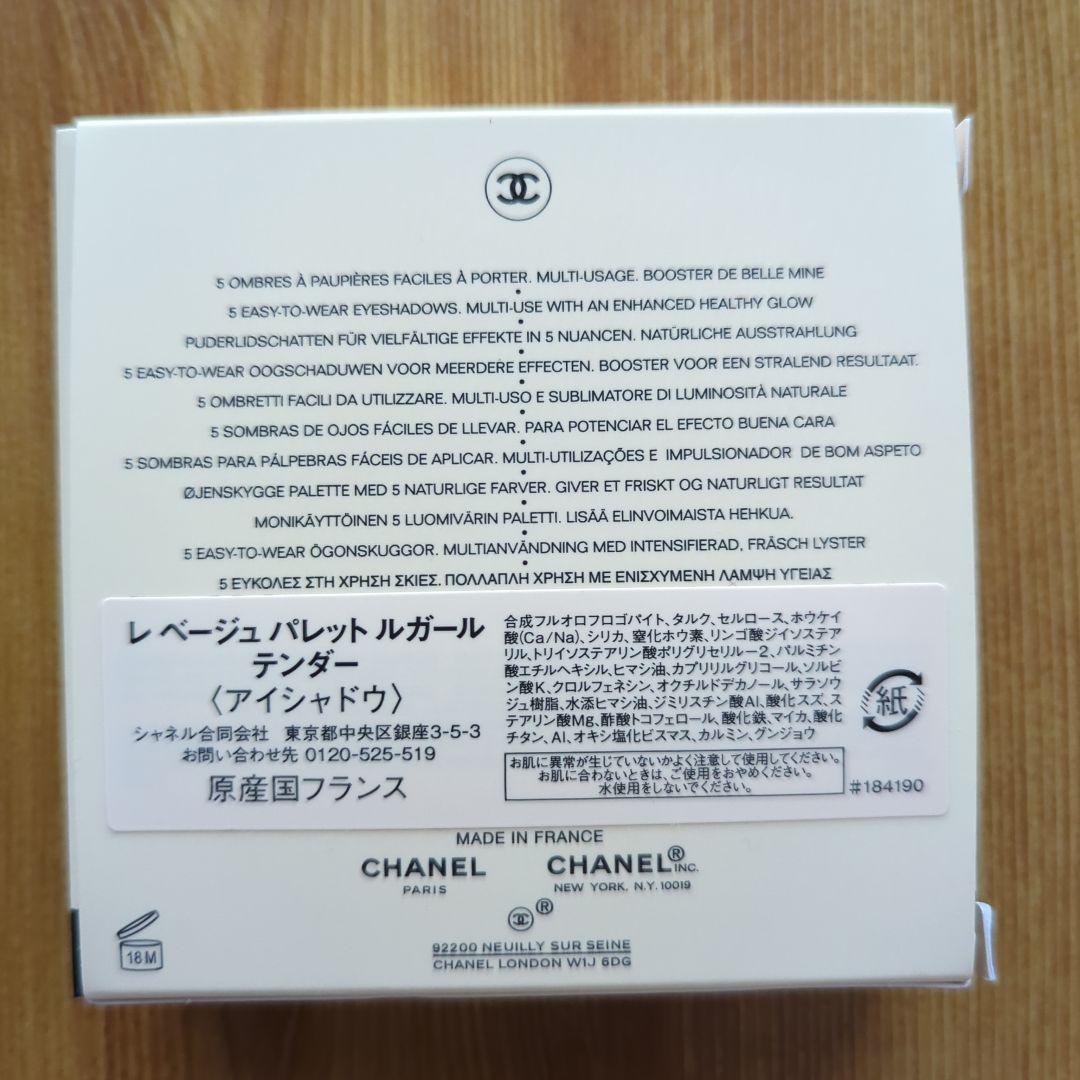 5 OMBRES À PAUPIÈRES FACILES À PORTER. MULTI-USAGE. BOOSTER DE BELLE MINE
•
5 EASY-TO-WEAR EYESHADOWS. MULTI-USE WITH AN ENHANCED HEALTHY GLOW
•
PUDERLIDSCHATTEN FÜR VIELFÄLTIGE EFFEKTE IN 5 NUANCEN. NATÜRLICHE AUSSTRAHLUNG
•
5 EASY-TO-WEAR OOGSCHADUWEN VOOR MEERDERE EFFECTEN. BOOSTER VOOR EEN STRALEND RESULTAAT.
•
5 OMBRETTI FACILI DA UTILIZZARE. MULTI-USO E SUBLIMATORE DI LUMINOSITÀ NATURALE
•
5 SOMBRAS DE OJOS FÁCILES DE LLEVAR. PARA POTENCIAR EL EFECTO BUENA CARA
•
5 SOMBRAS PARA PÁLPEBRAS FÁCEIS DE APLICAR. MULTI-UTILIZAÇÕES E IMPULSIONADOR DE BOM ASPETO
•
ØJENSKYGGE PALETTE MED 5 NATURLIGE FARVER. GIVER ET FRISKT OG NATURLIGT RESULTAT
•
MONIKÄYTTÖINEN 5 LUOMIVÄRIN PALETTI. LISÄÄ ELINVOIMAISTA HEHKUA.
•
5 EASY-TO-WEAR ÖGONSKUGGOR. MULTIANVÄNDNING MED INTENSIFIERAD, FRÄSCH LYSTER
•
5 ΕΥΚΟΛΕΣ ΣΤΗ ΧΡΗΣΗ ΣΚΙΕΣ. ΠΟΛΛΑΠΛΗ ΧΡΗΣΗ ΜΕ ΕΝΙΣΧΥΜΕΝΗ ΛΑΜΨΗ ΥΓΕΙΑΣ
レ ベージュ パレット ルガール
テンダー
〈アイシャドウ〉
シャネル合同会社 東京都中央区銀座3-5-3
お問い合わせ先 0120-525-519
原産国フランス
合成フルオロフロゴパイト、タルク、セルロース、ホウケイ
酸(Ca/Na)、シリカ、窒化ホウ素、リンゴ酸ジイソステア
リル、トリイソステアリン酸ポリグリセリル－2、パルミチン
酸エチルヘキシル、ヒマシ油、カプリリルグリコール、ソルビ
ン酸K、クロルフェネシン、オクチルドデカノール、サラソウ
ジュ樹脂、水添ヒマシ油、ジミリスチン酸Al、酸化スズ、ス
テアリン酸Mg、酢酸トコフェロール、酸化鉄、マイカ、酸化
チタン、Al、オキシ塩化ビスマス、カルミン、グンジョウ
お肌に異常が生じていないかよく注意して使用してください。
お肌に合わないときは、ご使用をおやめください。
水使用をしないでください。
紙
#184190
MADE IN FRANCE
CHANEL
PARIS
CHANEL® INC.
NEW YORK, N.Y. 10019
®
92200 NEUILLY SUR SEINE
CHANEL LONDON W1J 6DG
18 M